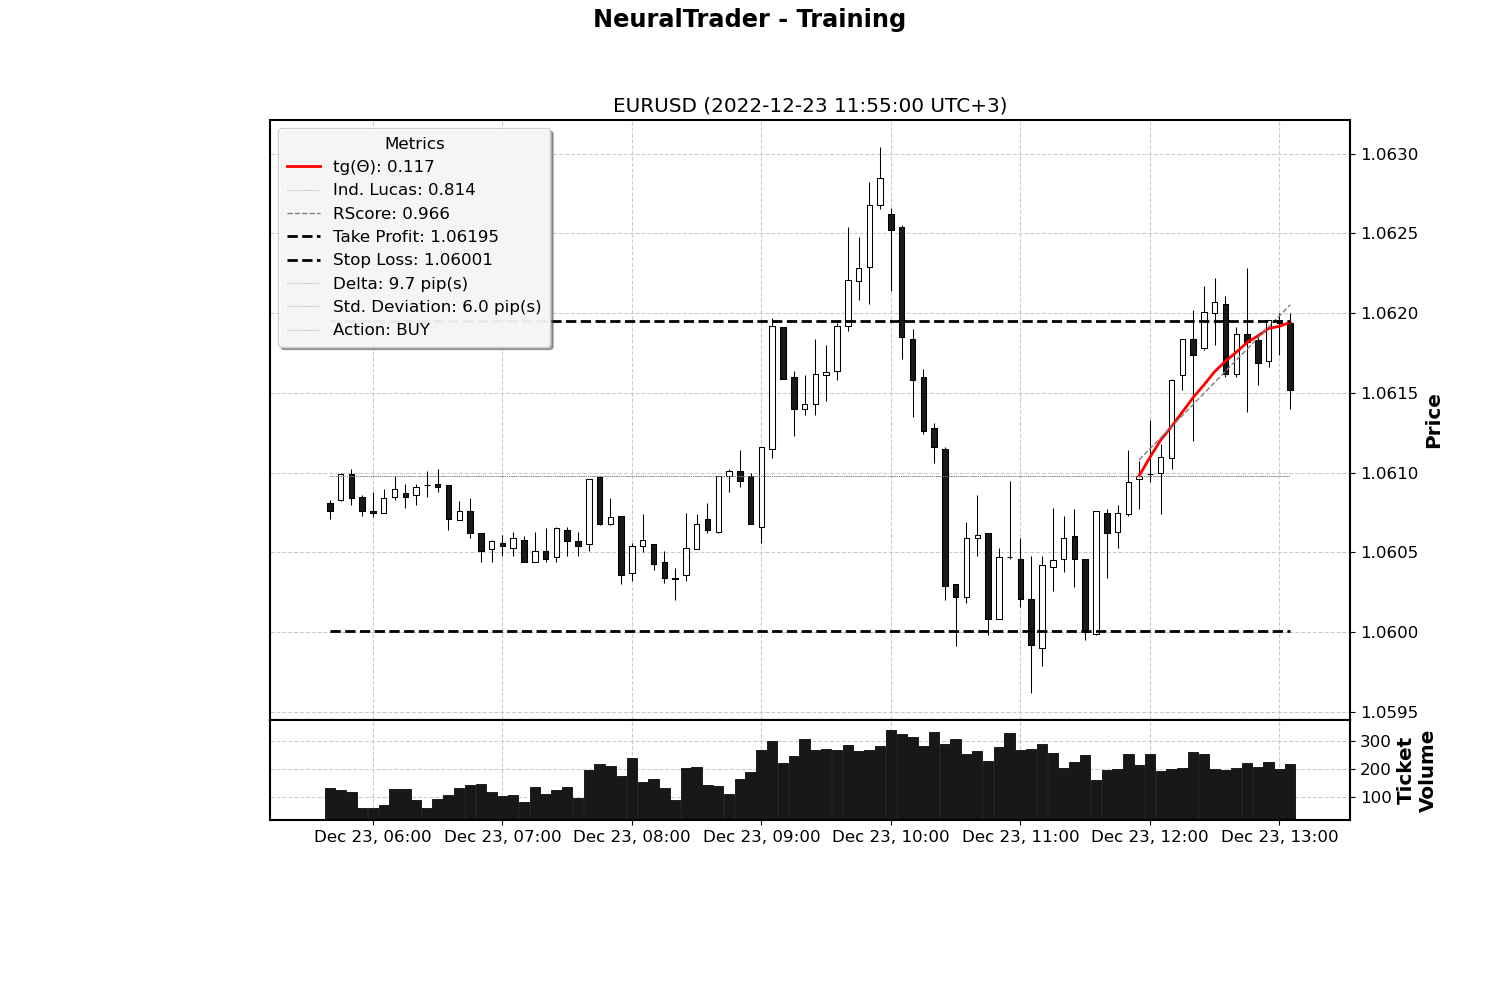 NeuralTrader - Training
EURUSD (2022-12-23 11:55:00 UTC+3)
Metrics
tg(Θ): 0.117
Ind. Lucas: 0.814
RScore: 0.966
Take Profit: 1.06195
Stop Loss: 1.06001
Delta: 9.7 pip(s)
Std. Deviation: 6.0 pip(s)
Action: BUY
1.0630
1.0625
1.0620
1.0615
1.0610
1.0605
1.0600
1.0595
Price
300
200
100
Ticket
Volume
Dec 23, 06:00
Dec 23, 07:00
Dec 23, 08:00
Dec 23, 09:00
Dec 23, 10:00
Dec 23, 11:00
Dec 23, 12:00
Dec 23, 13:00